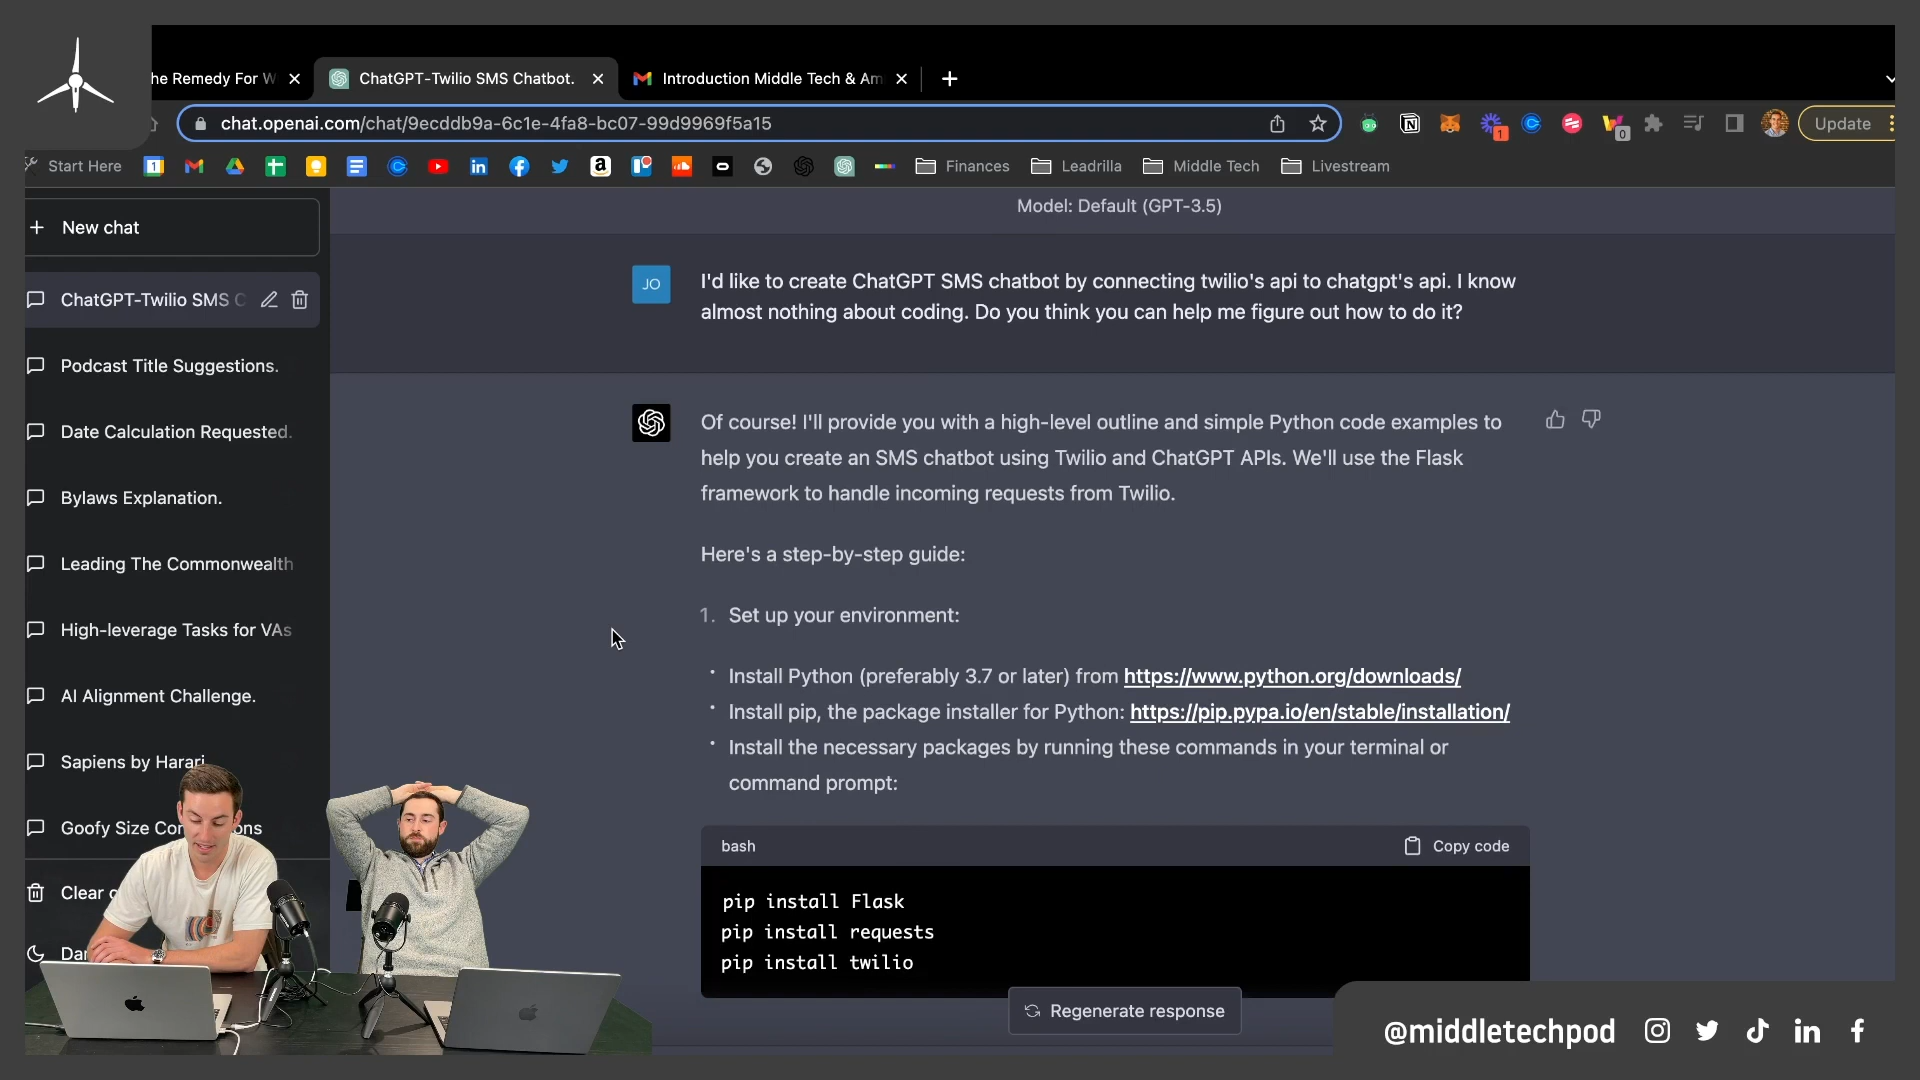 he Remedy For W
ChatGPT-Twilio SMS Chatbot.
Introduction Middle Tech & Am
chat.openai.com/chat/9ecddb9a-6c1e-4fa8-bc07-99d9969f5a15
1
0
Update
Start Here
Finances
Leadrilla
Middle Tech
Livestream
New chat
ChatGPT-Twilio SMS C
Podcast Title Suggestions.
Date Calculation Requested.
Bylaws Explanation.
Leading The Commonwealth
High-leverage Tasks for VAs
AI Alignment Challenge.
Sapiens by Harari
Goofy Size Co
ons
Clear
Dar
Model: Default (GPT-3.5)
JO
I'd like to create ChatGPT SMS chatbot by connecting twilio's api to chatgpt's api. I know
almost nothing about coding. Do you think you can help me figure out how to do it?
Of course! I'll provide you with a high-level outline and simple Python code examples to
help you create an SMS chatbot using Twilio and ChatGPT APIs. We'll use the Flask
framework to handle incoming requests from Twilio.
Here's a step-by-step guide:
1. Set up your environment:
• Install Python (preferably 3.7 or later) from https://www.python.org/downloads/
• Install pip, the package installer for Python: https://pip.pypa.io/en/stable/installation/
• Install the necessary packages by running these commands in your terminal or
command prompt:
bash
Copy code
pip install Flask
pip install requests
pip install twilio
Regenerate response
@middletechpod